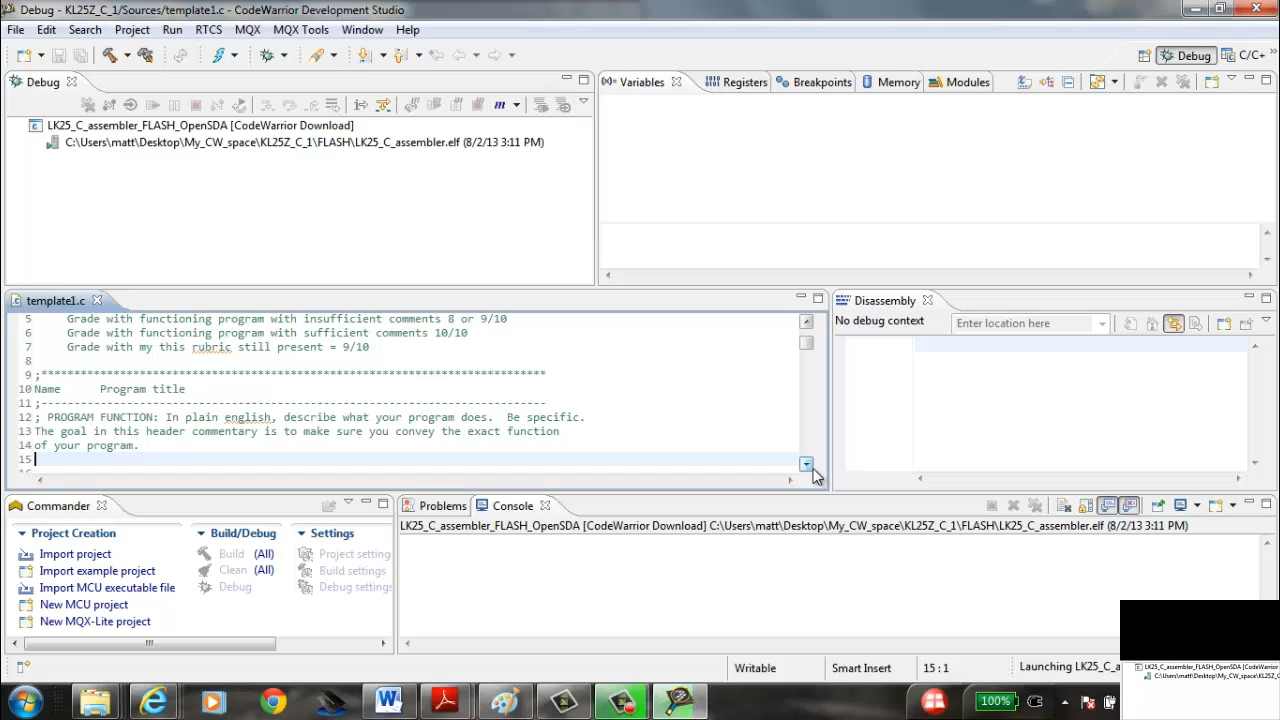 Debug - KL25Z_C_1/Sources/template1.c - CodeWarrior Development Studio
File Edit Search Project Run RTCS MQX MQX Tools Window Help
Debug C/C+
Debug
Variables Registers Breakpoints Memory Modules
m
LK25_C_assembler_FLASH_OpenSDA [CodeWarrior Download]
C:\Users\matt\Desktop\My_CW_space\KL25Z_C_1\FLASH\LK25_C_assembler.elf (8/2/13 3:11 PM)
template1.c
Disassembly
No debug context Enter location here
5 Grade with functioning program with insufficient comments 8 or 9/10
6 Grade with functioning program with sufficient comments 10/10
7 Grade with my this rubric still present = 9/10
8
9 ;***************************************************************************
10 Name Program title
11 ;---------------------------------------------------------------------------
12 ; PROGRAM FUNCTION: In plain english, describe what your program does. Be specific.
13 The goal in this header commentary is to make sure you convey the exact function
14 of your program.
15
Commander
Problems Console
Project Creation Build/Debug Settings
Import project Build (All) Project setting
Import example project Clean (All) Build settings
Import MCU executable file Debug Debug settings
New MCU project
New MQX-Lite project
LK25_C_assembler_FLASH_OpenSDA [CodeWarrior Download] C:\Users\matt\Desktop\My_CW_space\KL25Z_C_1\FLASH\LK25_C_assembler.elf (8/2/13 3:11 PM)
Writable Smart Insert 15 : 1 Launching LK25_C_a
LK25_C_assembler_FLASH_OpenSDA [CodeWarrior
C:\Users\matt\Desktop\My_CW_space\KL25Z_C
100%